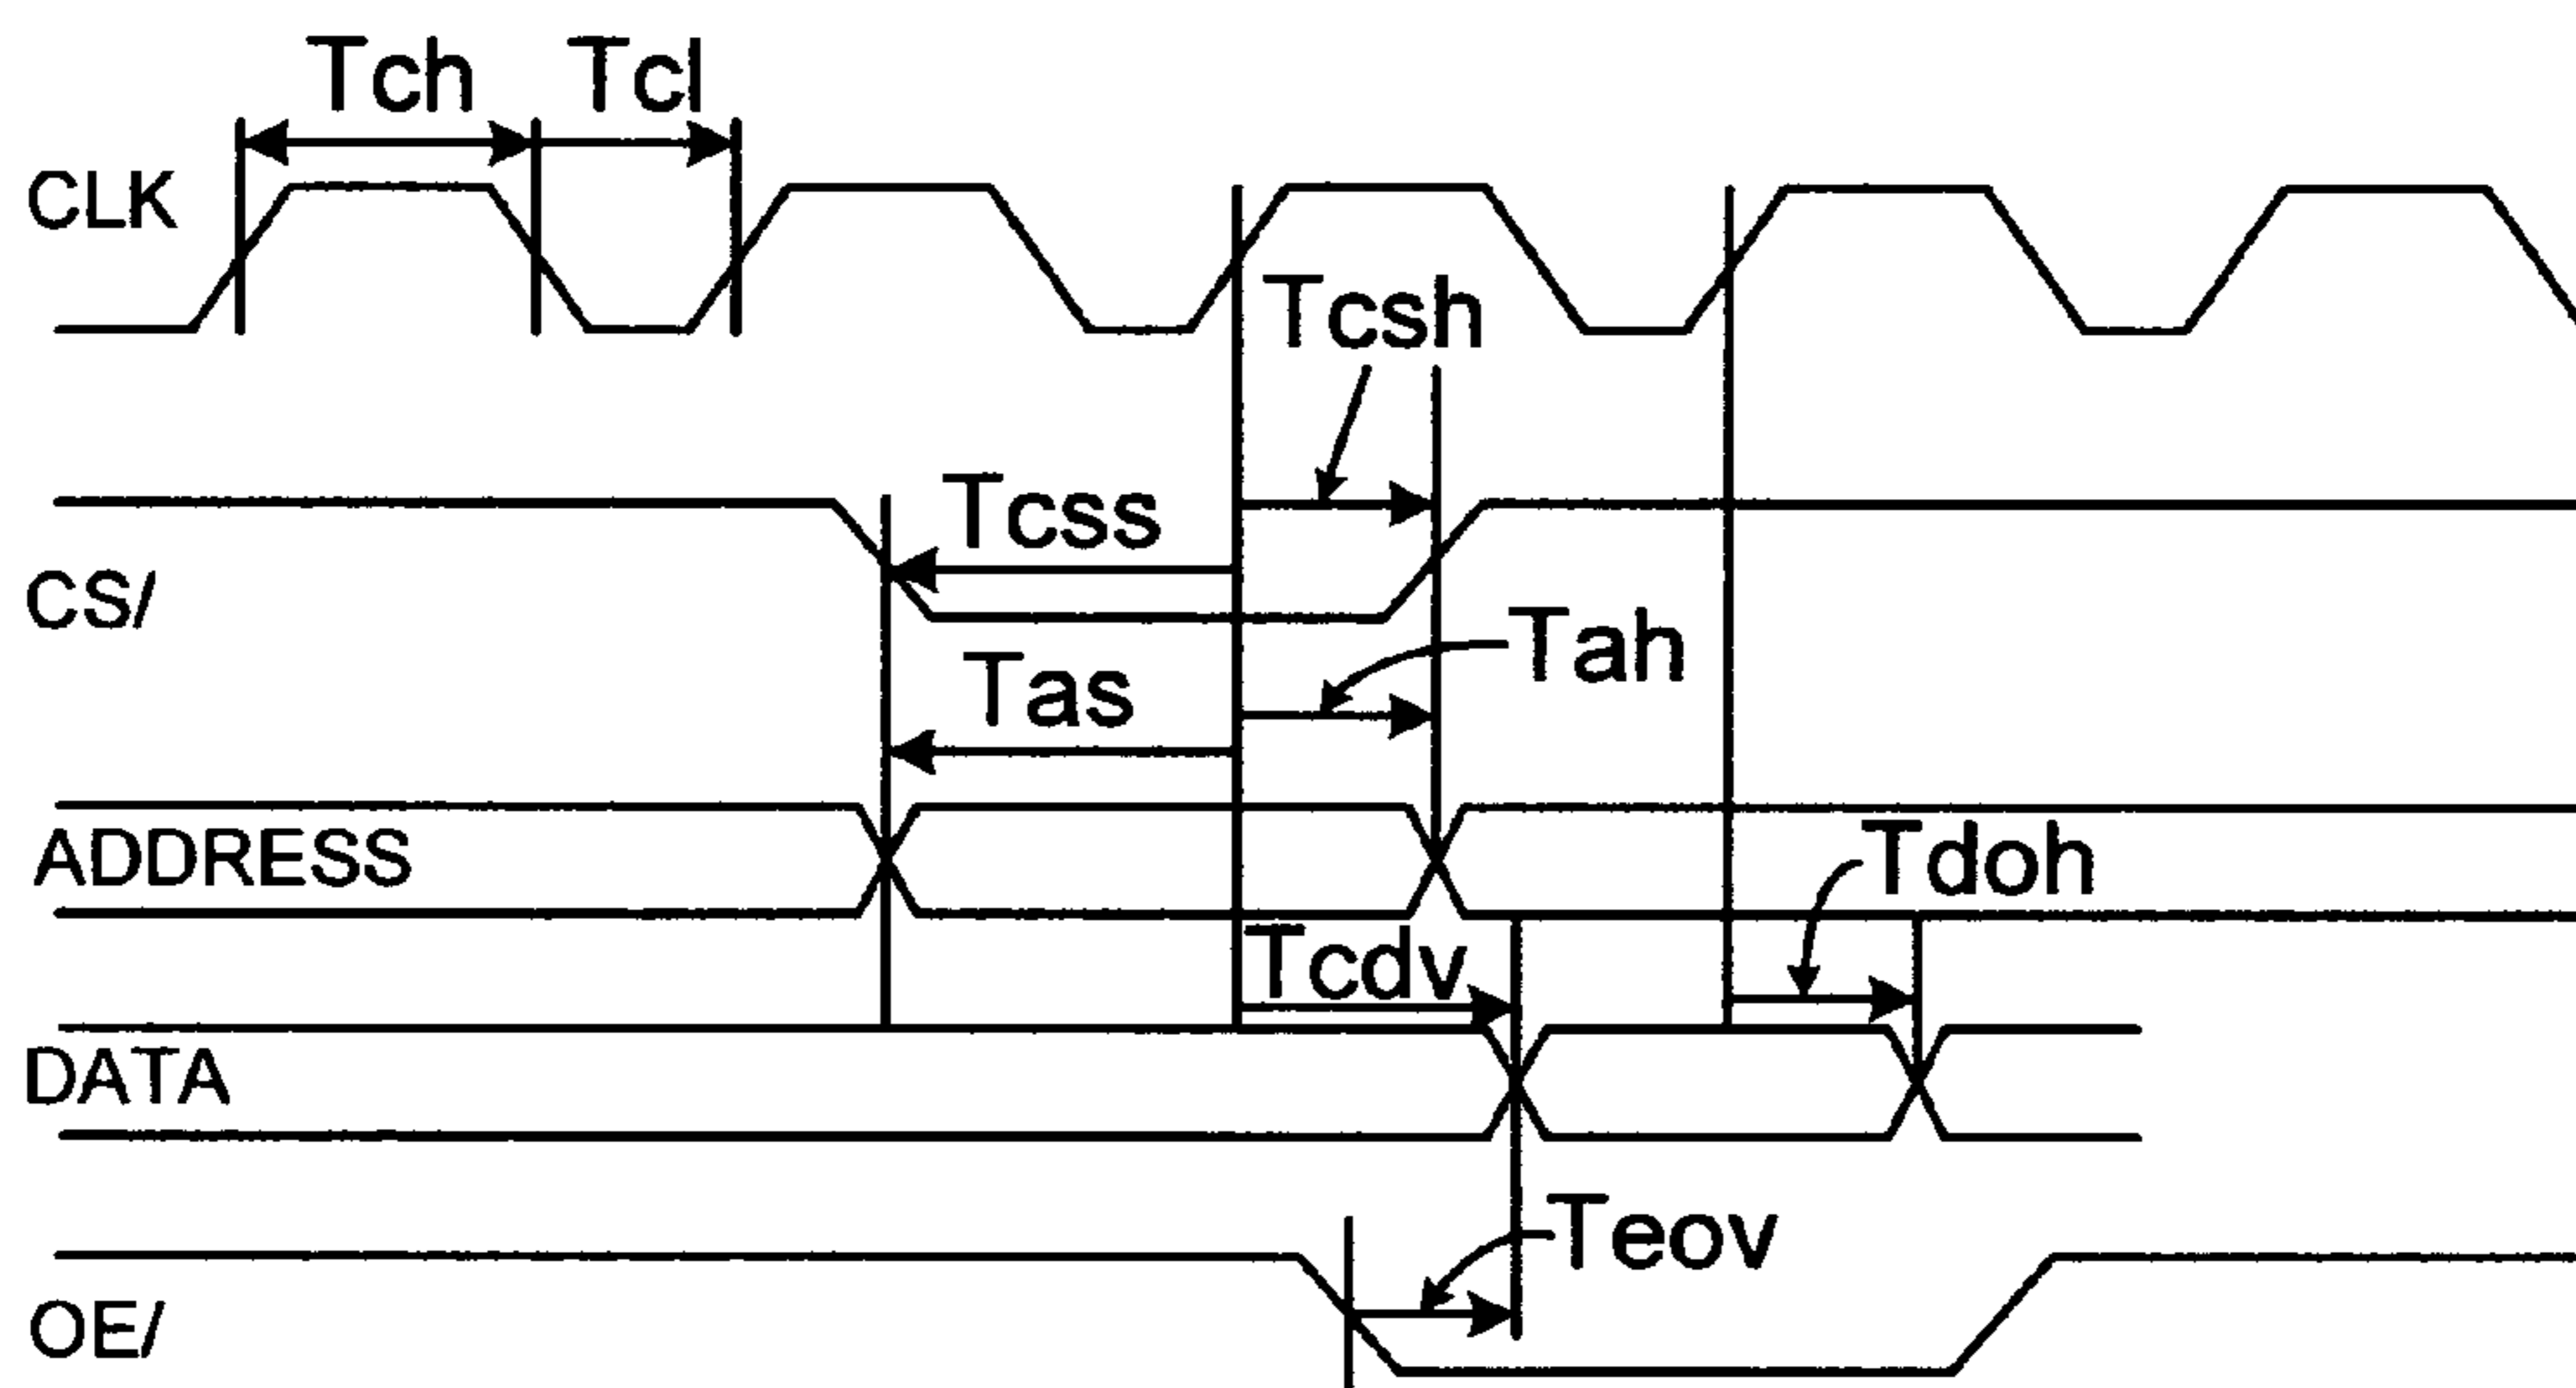 Tch Tcl
CLK
Tcsh
Tcss
CS/
Tah
Tas
ADDRESS
Tdoh
Tcdv
DATA
Teov
OE/